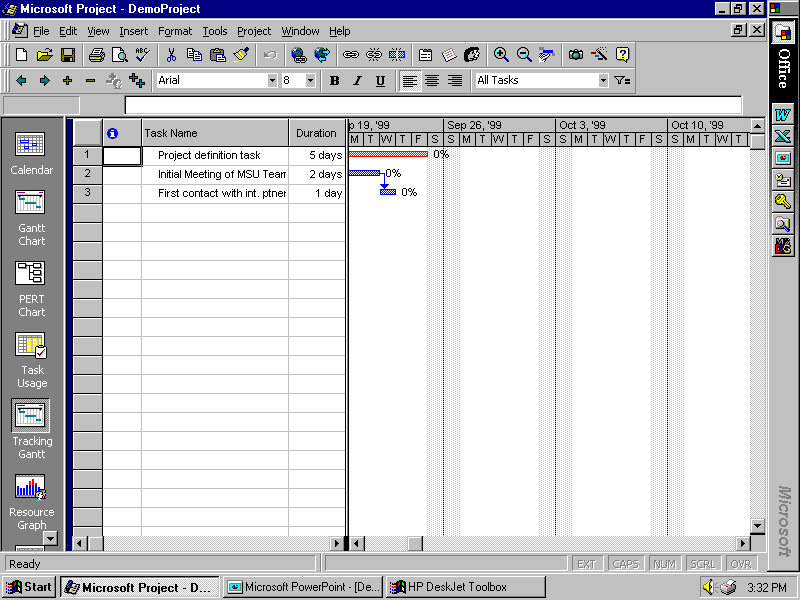 Microsoft Project - DemoProject
File Edit View Insert Format Tools Project Window Help
Arial 8 B I U All Tasks
Office
Task Name Duration
p 19, '99 Sep 26, '99 Oct 3, '99 Oct 10, '99
M T W T F S S M T W T F S S M T W T F S S M T W T
1 Project definition task 5 days 0%
2 Initial Meeting of MSU Team 2 days 0%
3 First contact with int. ptner 1 day 0%
Calendar
Gantt
Chart
PERT
Chart
Task
Usage
Tracking
Gantt
Resource
Graph
Microsoft
Ready EXT CAPS NUM SCRL OVR
Start Microsoft Project - D... Microsoft PowerPoint - [De... HP DeskJet Toolbox 3:32 PM